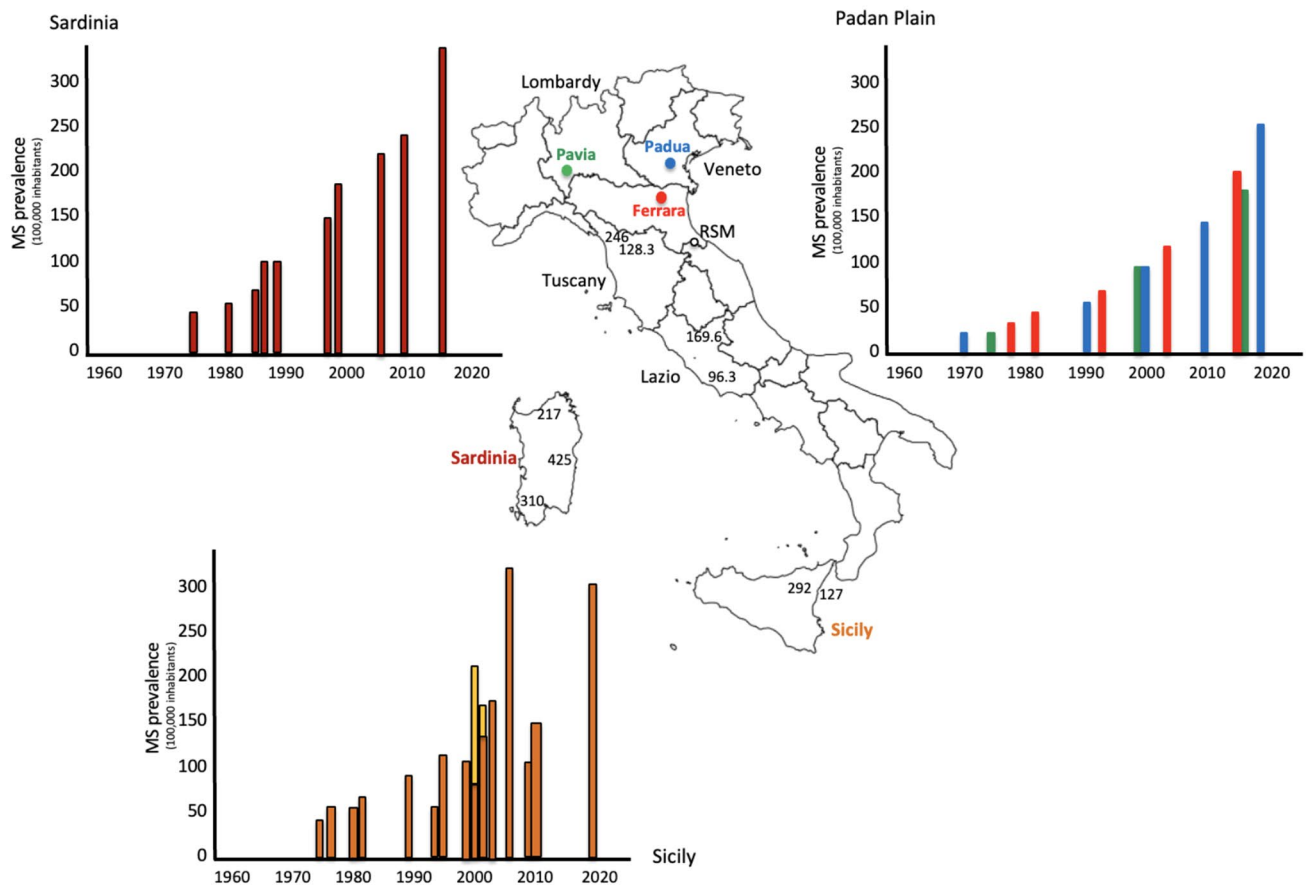 Sardinia
MS prevalence
(100,000 inhabitants)
300
250
200
150
100
50
0
1960 1970 1980 1990 2000 2010 2020
Padan Plain
MS prevalence
(100,000 inhabitants)
300
250
200
150
100
50
0
1960 1970 1980 1990 2000 2010 2020
Lombardy
Pavia
Padua
Veneto
Ferrara
RSM
246
128.3
Tuscany
169.6
Lazio
96.3
217
Sardinia
425
310
292
127
Sicily
MS prevalence
(100,000 inhabitants)
300
250
200
150
100
50
0
1960 1970 1980 1990 2000 2010 2020
Sicily